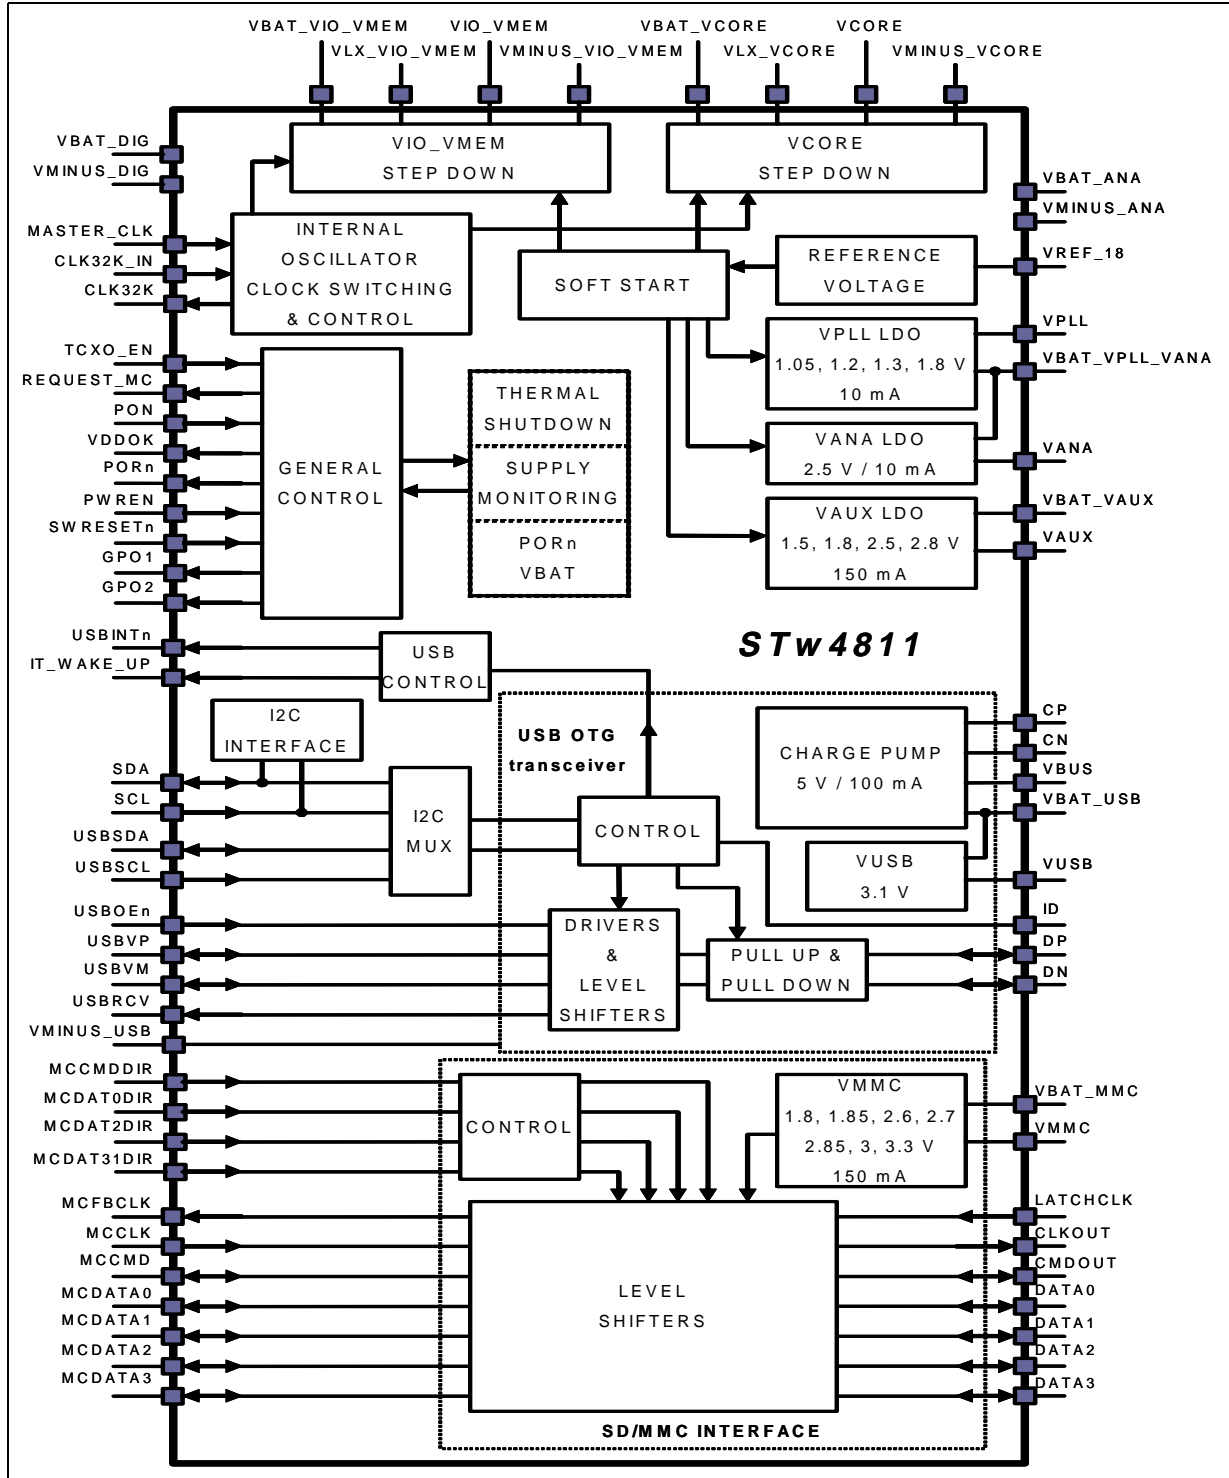 VBAT_VIO_VMEM
VIO_VMEM
VBAT_VCORE
VCORE
VLX_VIO_VMEM
VMINUS_VIO_VMEM
VLX_VCORE
VMINUS_VCORE
VBAT_DIG
VMINUS_DIG
MASTER_CLK
CLK32K_IN
CLK32K
TCXO_EN
REQUEST_MC
PON
VDDOK
PORn
PWREN
SWRESETn
GPO1
GPO2
USBINTn
IT_WAKE_UP
SDA
SCL
USBSDA
USBSCL
USBOEn
USBVP
USBVM
USBRCV
VMINUS_USB
MCCMDDIR
MCDAT0DIR
MCDAT2DIR
MCDAT31DIR
MCFBCLK
MCCLK
MCCMD
MCDATA0
MCDATA1
MCDATA2
MCDATA3
VIO_VMEM
STEP DOWN
VCORE
STEP DOWN
INTERNAL
OSCILLATOR
CLOCK SWITCHING
& CONTROL
SOFT START
REFERENCE
VOLTAGE
VPLL LDO
1.05, 1.2, 1.3, 1.8 V
10 mA
VANA LDO
2.5 V / 10 mA
VAUX LDO
1.5, 1.8, 2.5, 2.8 V
150 mA
GENERAL
CONTROL
THERMAL
SHUTDOWN
SUPPLY
MONITORING
PORn
VBAT
STw4811
USB
CONTROL
I2C
INTERFACE
I2C
MUX
USB OTG
transceiver
CONTROL
CHARGE PUMP
5 V / 100 mA
VUSB
3.1 V
DRIVERS
&
LEVEL
SHIFTERS
PULL UP &
PULL DOWN
CONTROL
VMMC
1.8, 1.85, 2.6, 2.7
2.85, 3, 3.3 V
150 mA
LEVEL
SHIFTERS
SD/MMC INTERFACE
VBAT_ANA
VMINUS_ANA
VREF_18
VPLL
VBAT_VPLL_VANA
VANA
VBAT_VAUX
VAUX
CP
CN
VBUS
VBAT_USB
VUSB
ID
DP
DN
VBAT_MMC
VMMC
LATCHCLK
CLKOUT
CMDOUT
DATA0
DATA1
DATA2
DATA3